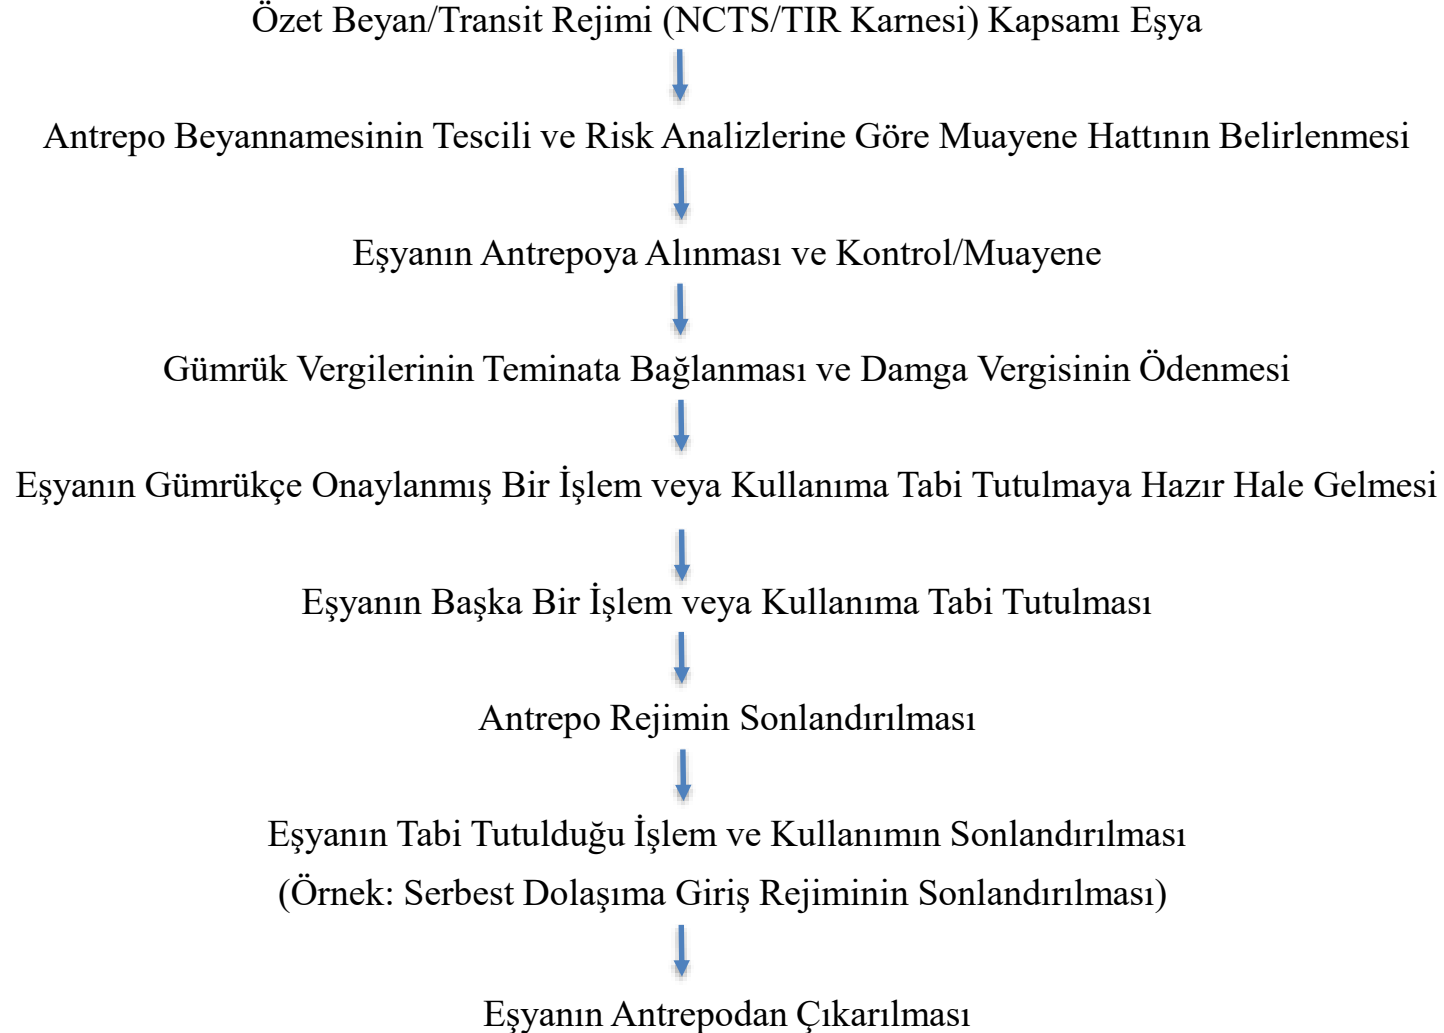 Özet Beyan/Transit Rejimi (NCTS/TIR Karnesi) Kapsamı Eşya
Antrepo Beyannamesinin Tescili ve Risk Analizlerine Göre Muayene Hattının Belirlenmesi
Eşyanın Antrepoya Alınması ve Kontrol/Muayene
Gümrük Vergilerinin Teminata Bağlanması ve Damga Vergisinin Ödenmesi
Eşyanın Gümrükçe Onaylanmış Bir İşlem veya Kullanıma Tabi Tutulmaya Hazır Hale Gelmesi
Eşyanın Başka Bir İşlem veya Kullanıma Tabi Tutulması
Antrepo Rejimin Sonlandırılması
Eşyanın Tabi Tutulduğu İşlem ve Kullanımın Sonlandırılması
(Örnek: Serbest Dolaşıma Giriş Rejiminin Sonlandırılması)
Eşyanın Antrepodan Çıkarılması